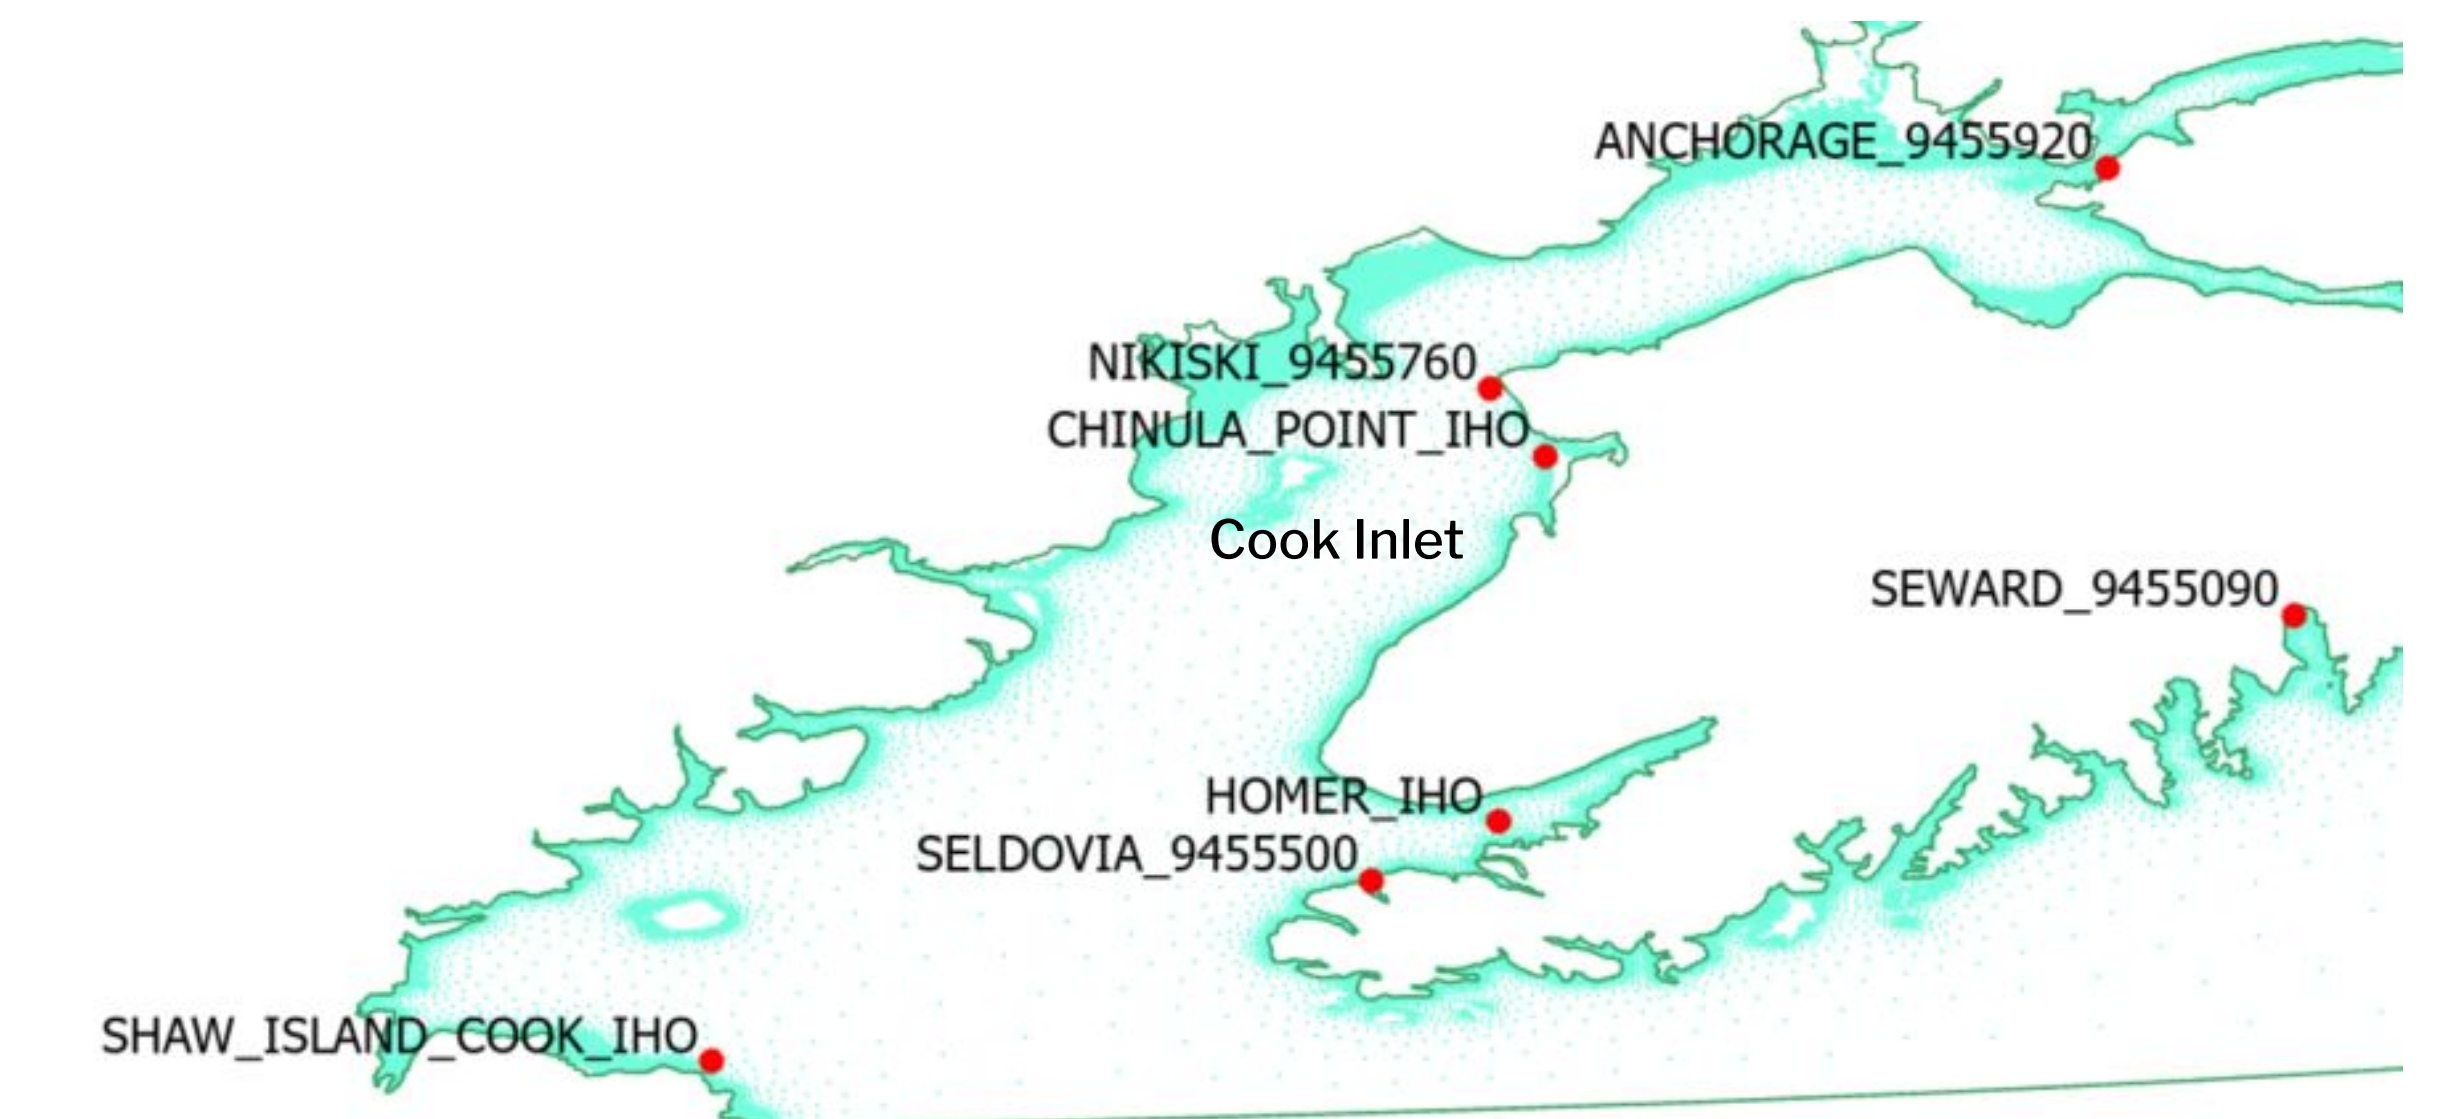 ANCHORAGE_9455920
NIKISKI_9455760
CHINULA_POINT_IHO
Cook Inlet
SEWARD_9455090
HOMER_IHO
SELDOVIA_9455500
SHAW_ISLAND_COOK_IHO